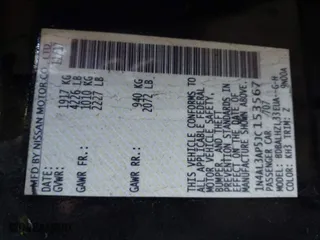 MFD BY NISSAN MOTOR CO., LTD.
GVWR: 1917 KG
4226 LB
GAWR FR.: 1010 KG
2227 LB
GAWR RR.: 940 KG
2072 LB
THIS VEHICLE CONFORMS TO
ALL APPLICABLE FEDERAL
MOTOR VEHICLE SAFETY,
BUMPER, AND THEFT
PREVENTION STANDARDS IN
EFFECT ON THE DATE OF
MANUFACTURE SHOWN ABOVE.
1N4AL3AP5JC153567
PASSENGER CAR
COLOR: KH3 TRIM: Z